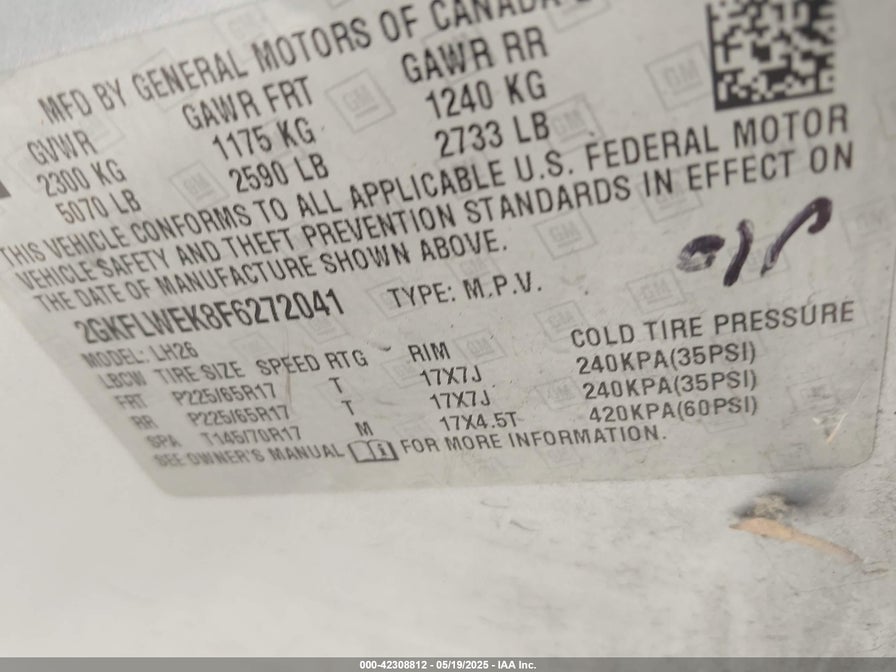 MFD BY GENERAL MOTORS OF CANADA
GVWR GAWR FRT GAWR RR
2300 KG 1175 KG 1240 KG
5070 LB 2590 LB 2733 LB
THIS VEHICLE CONFORMS TO ALL APPLICABLE U.S. FEDERAL MOTOR
VEHICLE SAFETY AND THEFT PREVENTION STANDARDS IN EFFECT ON
THE DATE OF MANUFACTURE SHOWN ABOVE.
2GKFLWEK8F6272041 TYPE: M.P.V.
MODEL: LH26
LBCW TIRE SIZE SPEED RTG RIM COLD TIRE PRESSURE
FRT P225/65R17 T 17X7J 240KPA(35PSI)
RR P225/65R17 T 17X7J 240KPA(35PSI)
SPA T145/70R17 M 17X4.5T 420KPA(60PSI)
SEE OWNER'S MANUAL FOR MORE INFORMATION.
000-42308812 - 05/19/2025 - IAA Inc.